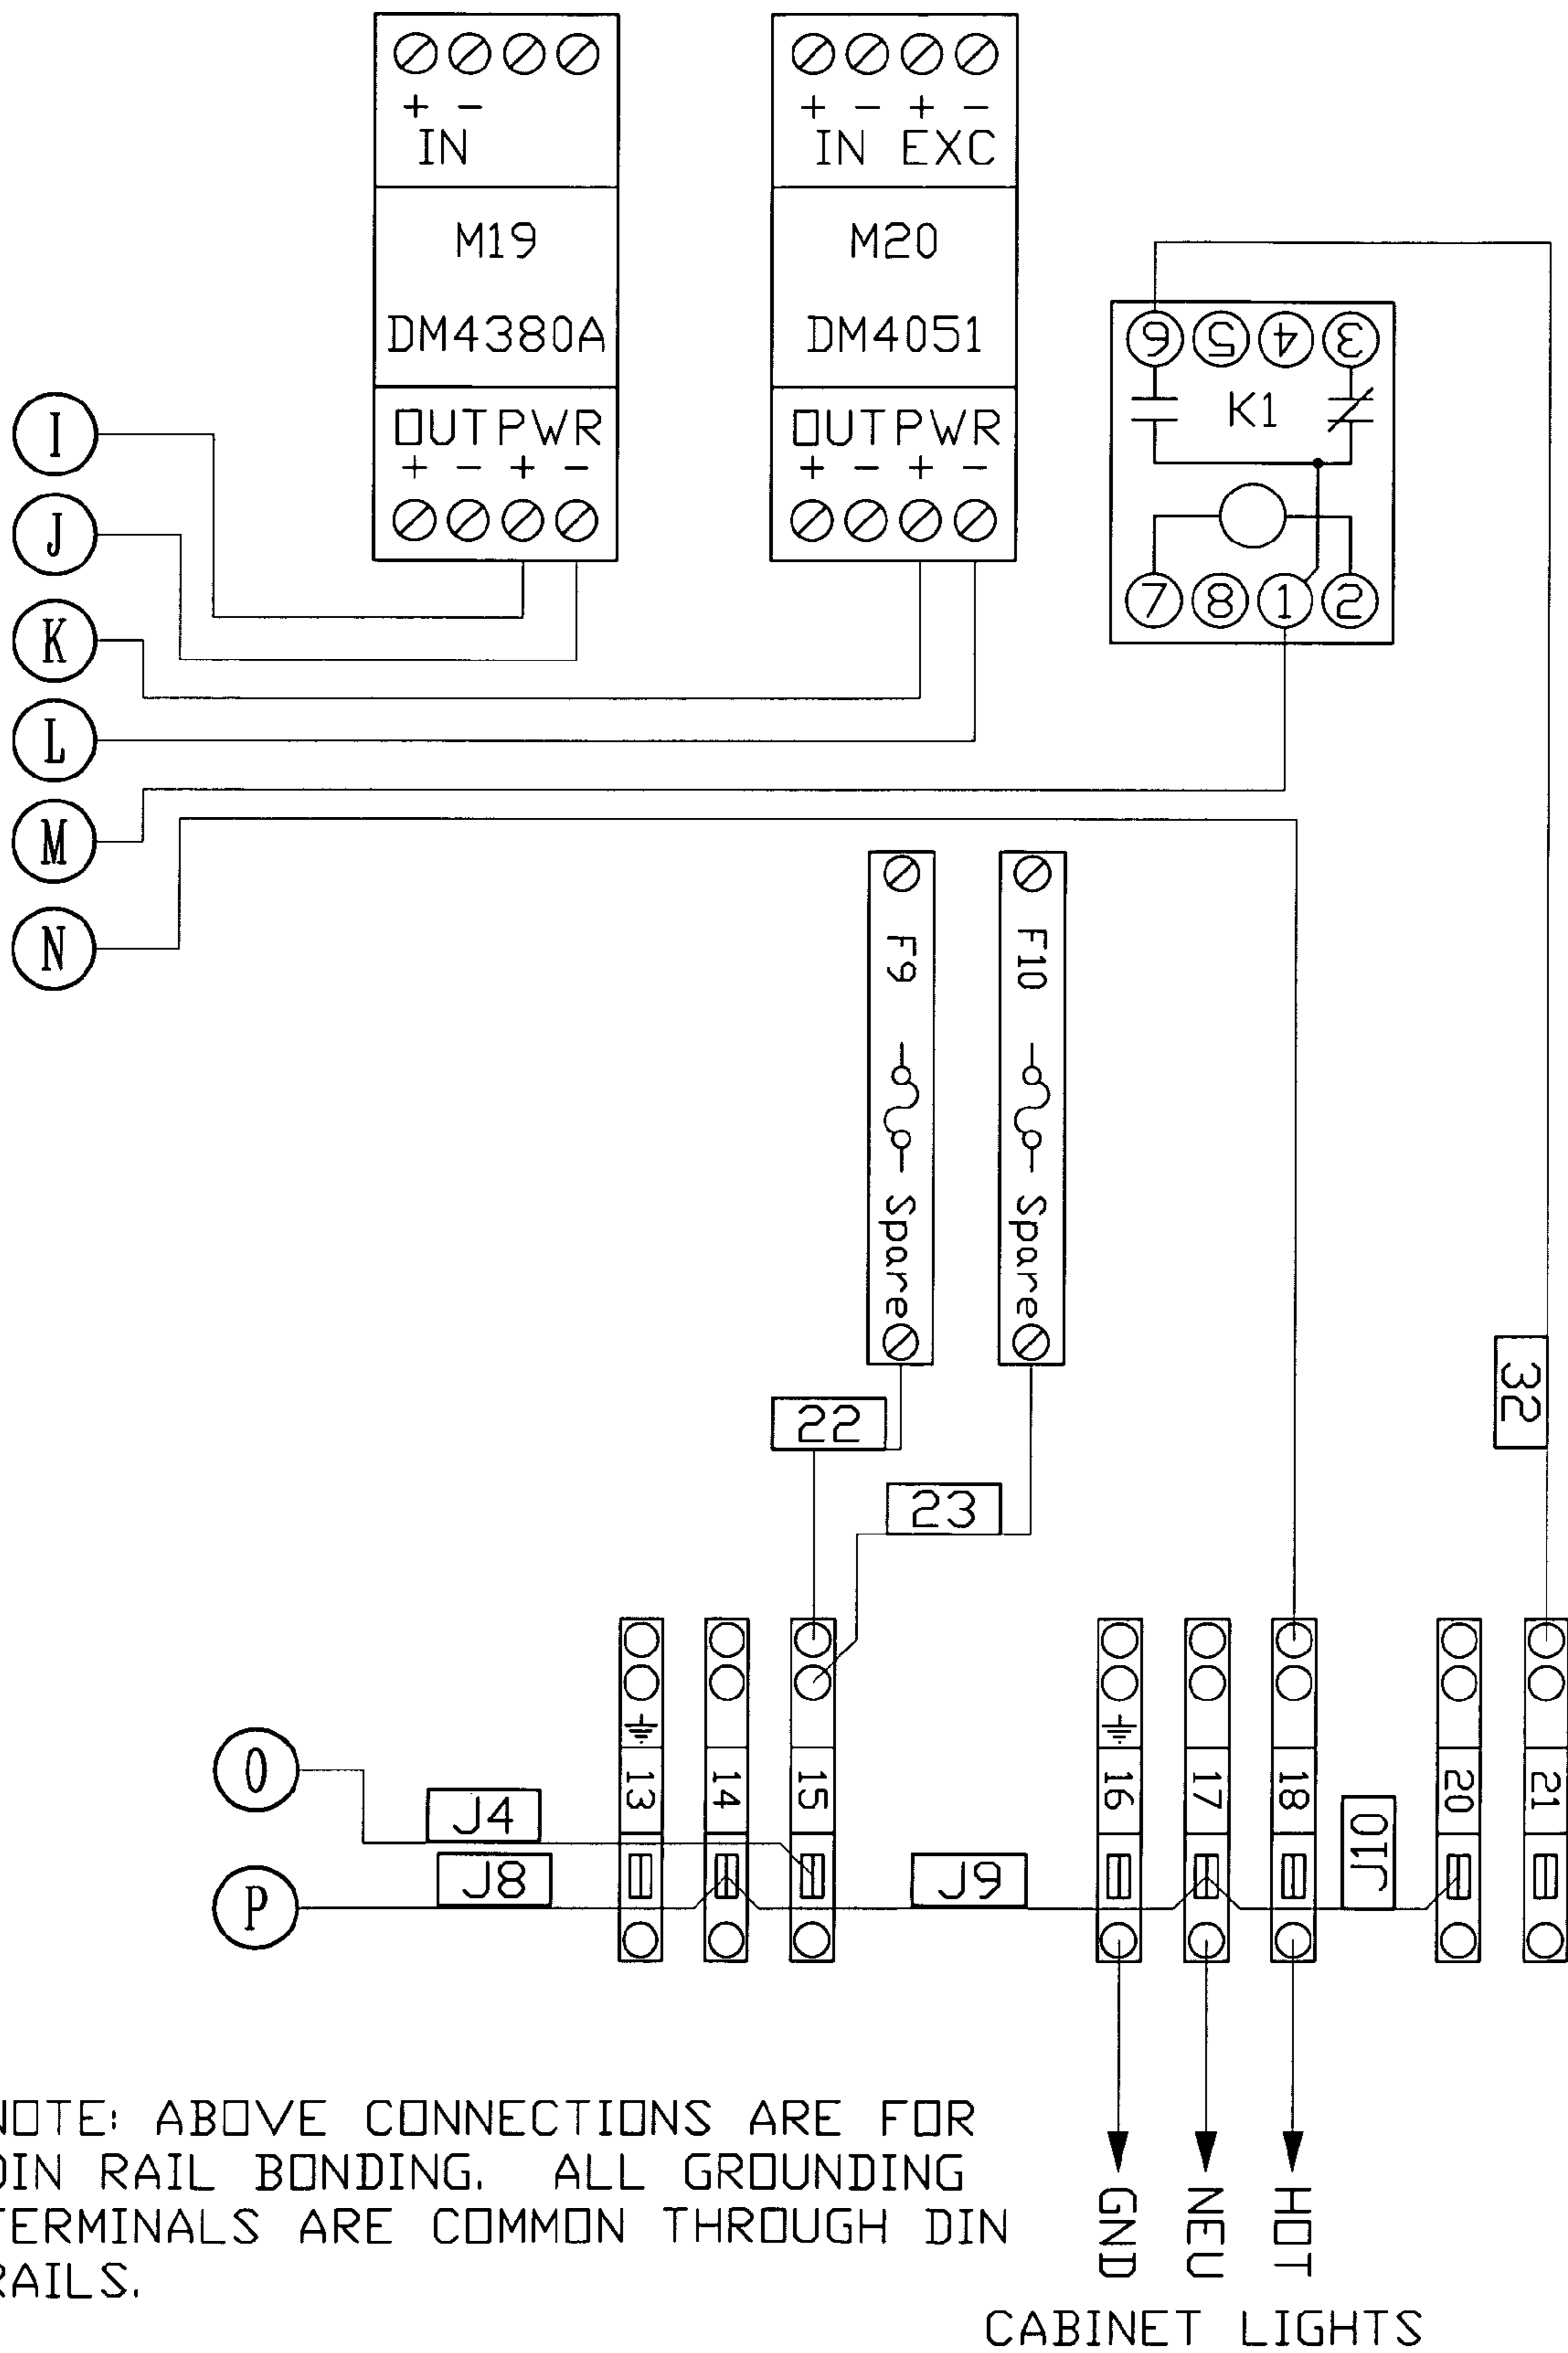 + -
IN
M19
DM4380A
OUT PWR
+ - + -
+ - + -
IN EXC
M20
DM4051
OUT PWR
+ - + -
6 5 4 3
K1
7 8 1 2
I
J
K
L
M
N
F9
Spare
F10
Spare
22
23
32
O
P
J4
J8
J9
J10
13
14
15
16
17
18
20
21
GND
NEU
HOT
CABINET LIGHTS
NOTE: ABOVE CONNECTIONS ARE FOR
DIN RAIL BONDING. ALL GROUNDING
TERMINALS ARE COMMON THROUGH DIN
RAILS.